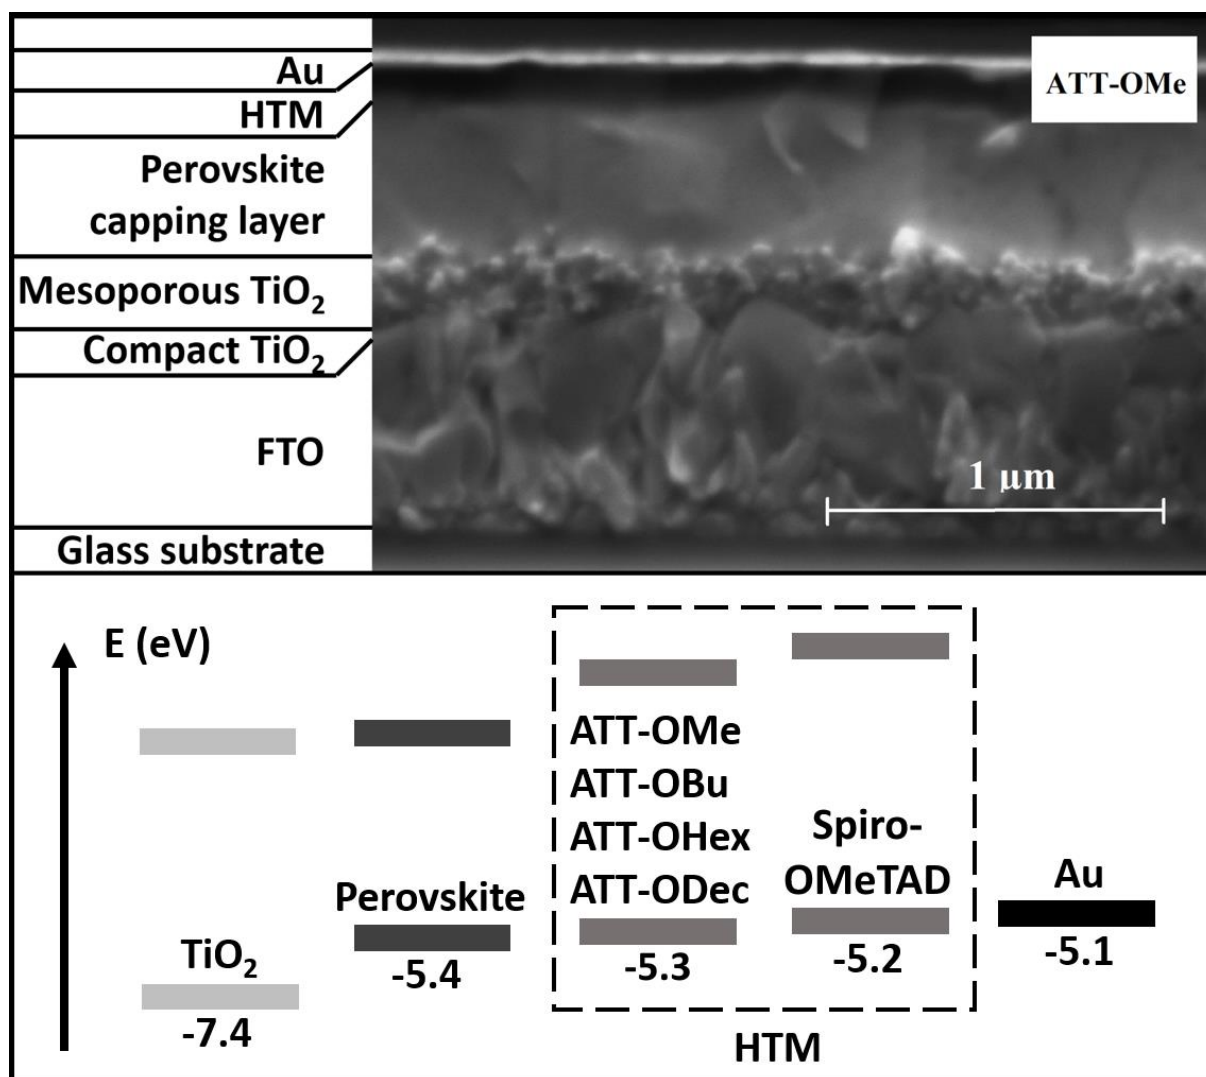 Au
ATT-OMe
HTM
Perovskite
capping layer
Mesoporous TiO₂
Compact TiO₂
FTO
1 µm
Glass substrate
E (eV)
ATT-OMe
ATT-OBu
ATT-OHex
ATT-ODec
Spiro-
OMeTAD
Au
Perovskite
TiO₂
-5.4
-5.3
-5.2
-5.1
-7.4
HTM